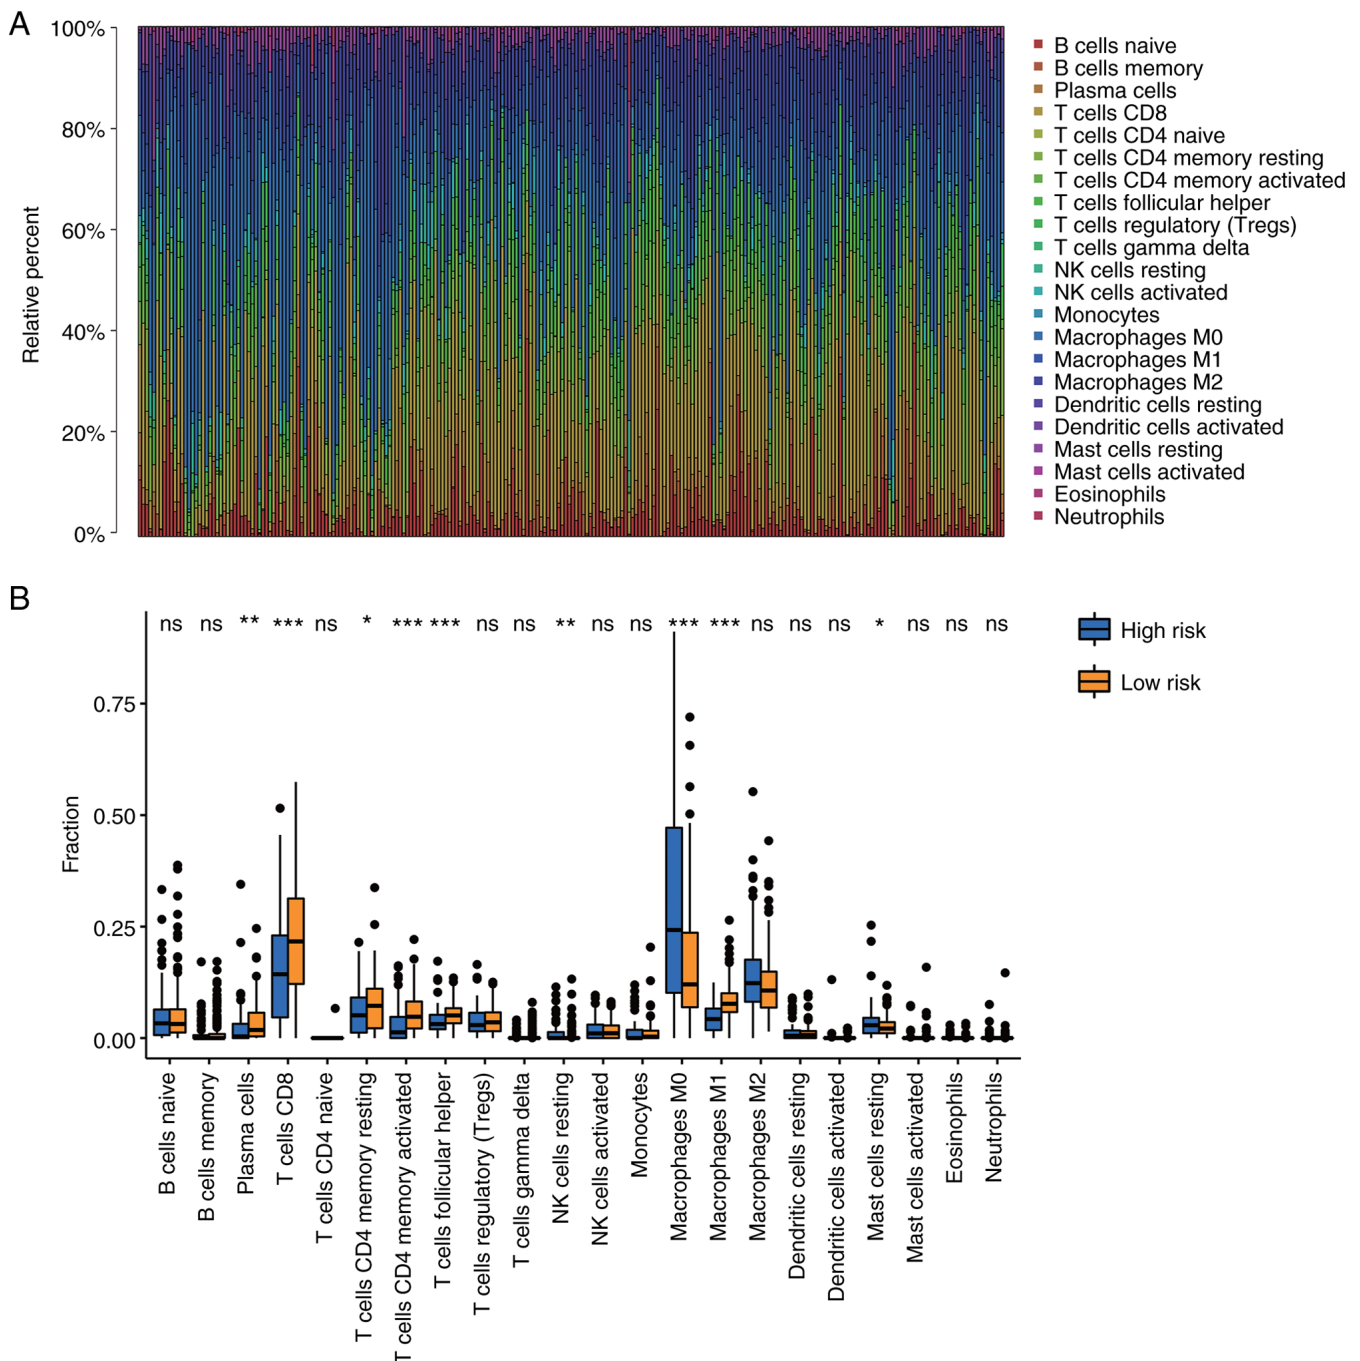 A
100%
80%
60%
40%
20%
0%
Relative percent
B cells naive
B cells memory
Plasma cells
T cells CD8
T cells CD4 naive
T cells CD4 memory resting
T cells CD4 memory activated
T cells follicular helper
T cells regulatory (Tregs)
T cells gamma delta
NK cells resting
NK cells activated
Monocytes
Macrophages M0
Macrophages M1
Macrophages M2
Dendritic cells resting
Dendritic cells activated
Mast cells resting
Mast cells activated
Eosinophils
Neutrophils
B
ns ns ** *** ns * *** *** ns ns ** ns ns *** *** ns ns ns * ns ns ns
High risk
Low risk
0.75
0.50
0.25
0.00
Fraction
B cells naive
B cells memory
Plasma cells
T cells CD8
T cells CD4 naive
T cells CD4 memory resting
T cells CD4 memory activated
T cells follicular helper
T cells regulatory (Tregs)
T cells gamma delta
NK cells resting
NK cells activated
Monocytes
Macrophages M0
Macrophages M1
Macrophages M2
Dendritic cells resting
Dendritic cells activated
Mast cells resting
Mast cells activated
Eosinophils
Neutrophils